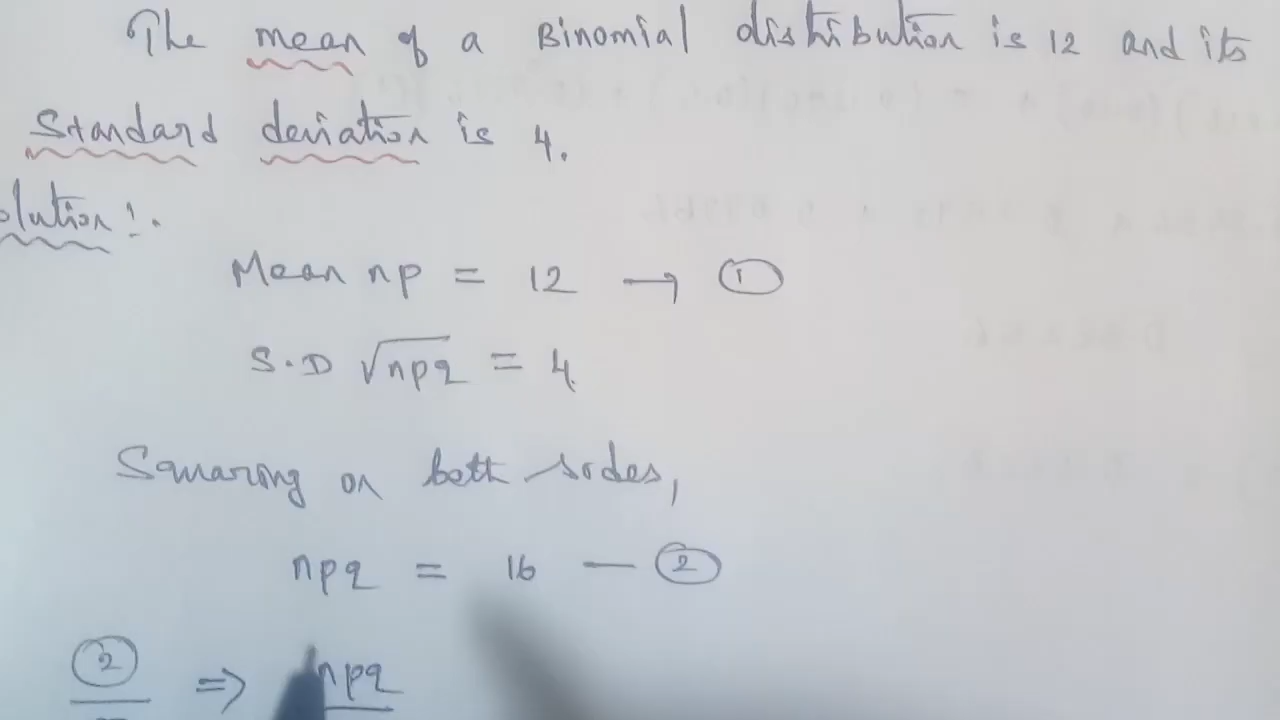 The mean of a Binomial distribution is 12 and its
Standard deviation is 4.
olution:.
Mean np = 12 → ①
S.D √npq = 4.
Squaring on both sides,
npq = 16 — ②
② ⇒ npq